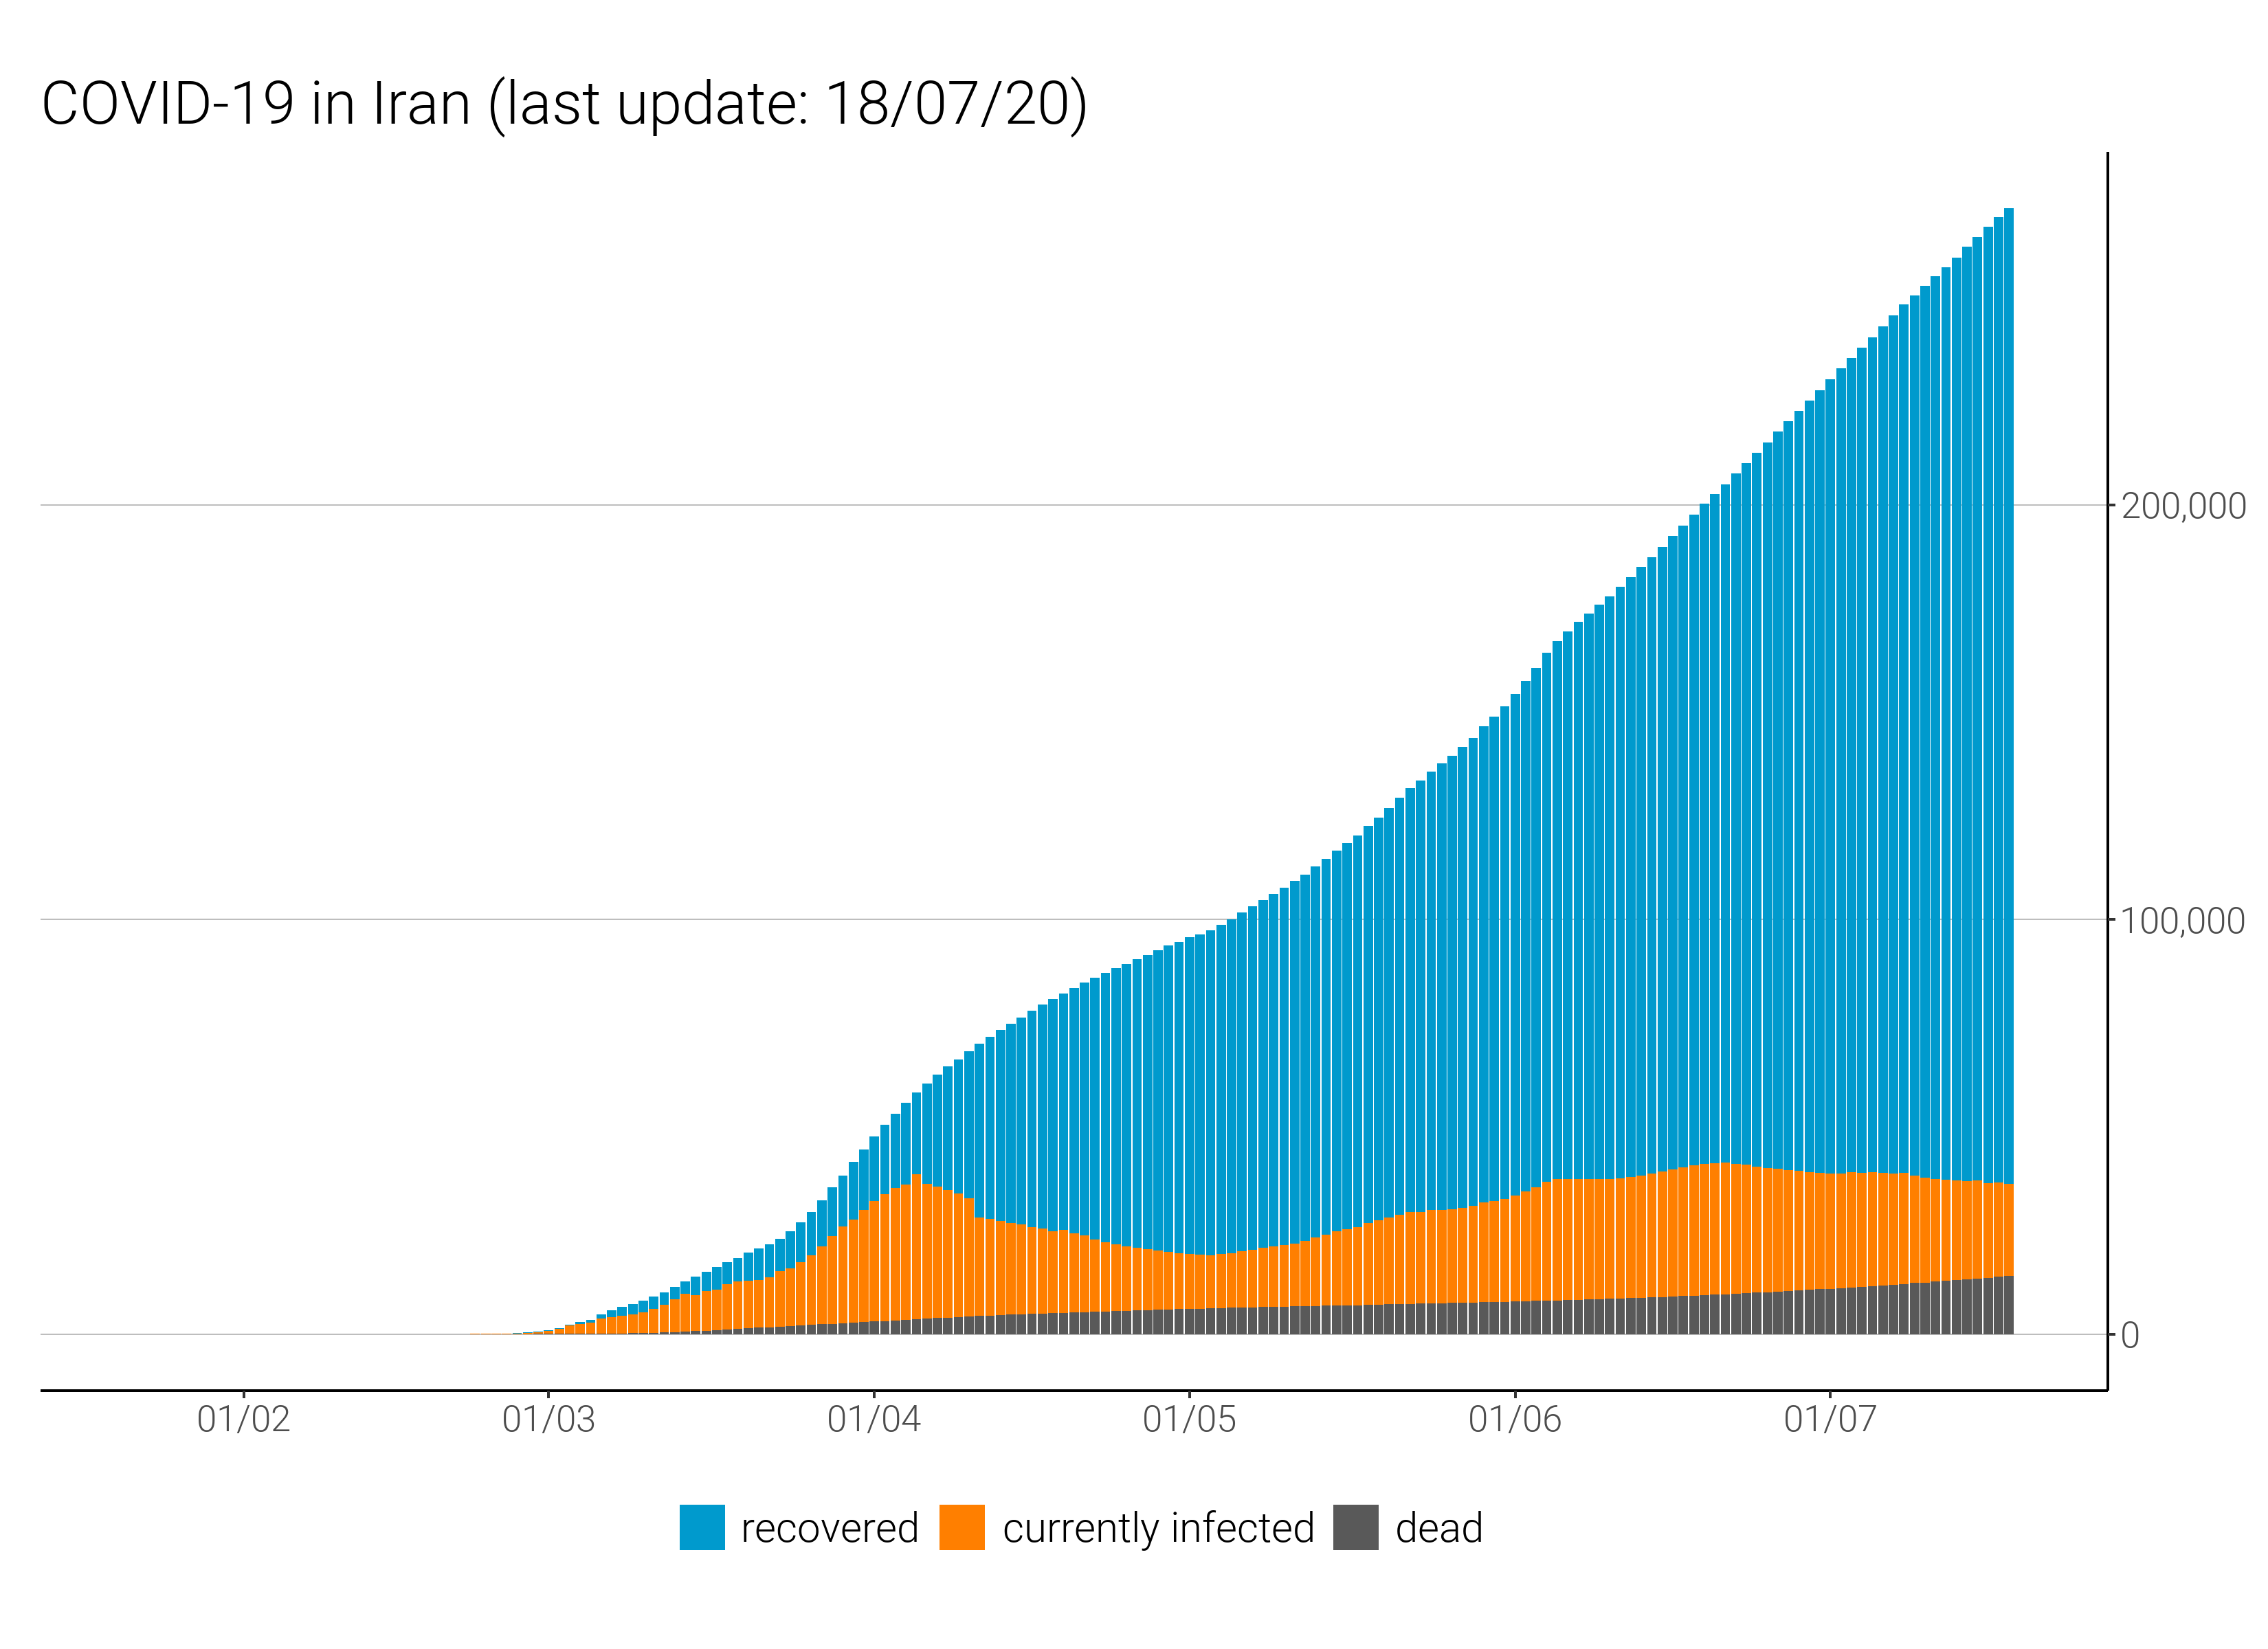 COVID-19 in Iran (last update: 18/07/20)
200,000
100,000
0
01/02 01/03 01/04 01/05 01/06 01/07
recovered currently infected dead